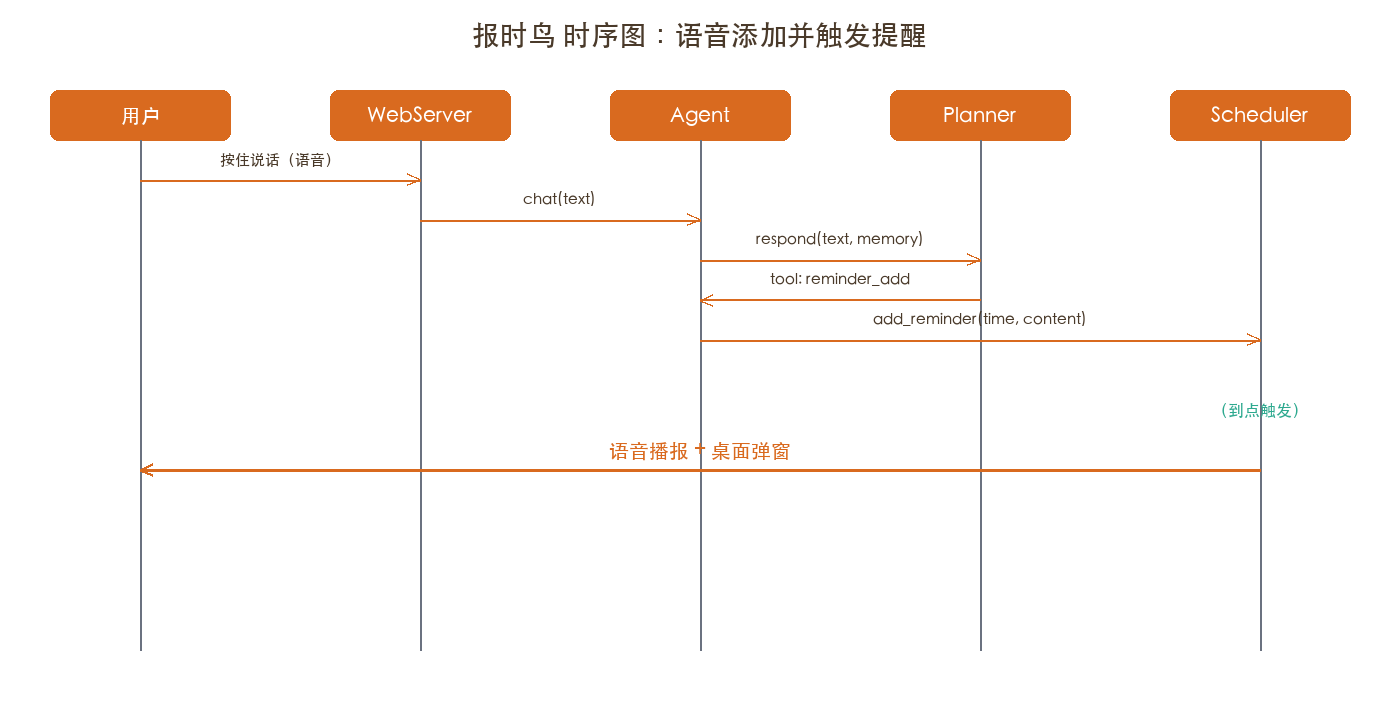 报时鸟 时序图：语音添加并触发提醒
用户
WebServer
Agent
Planner
Scheduler
按住说话（语音）
chat(text)
respond(text, memory)
tool: reminder_add
add_reminder(time, content)
（到点触发）
语音播报 + 桌面弹窗